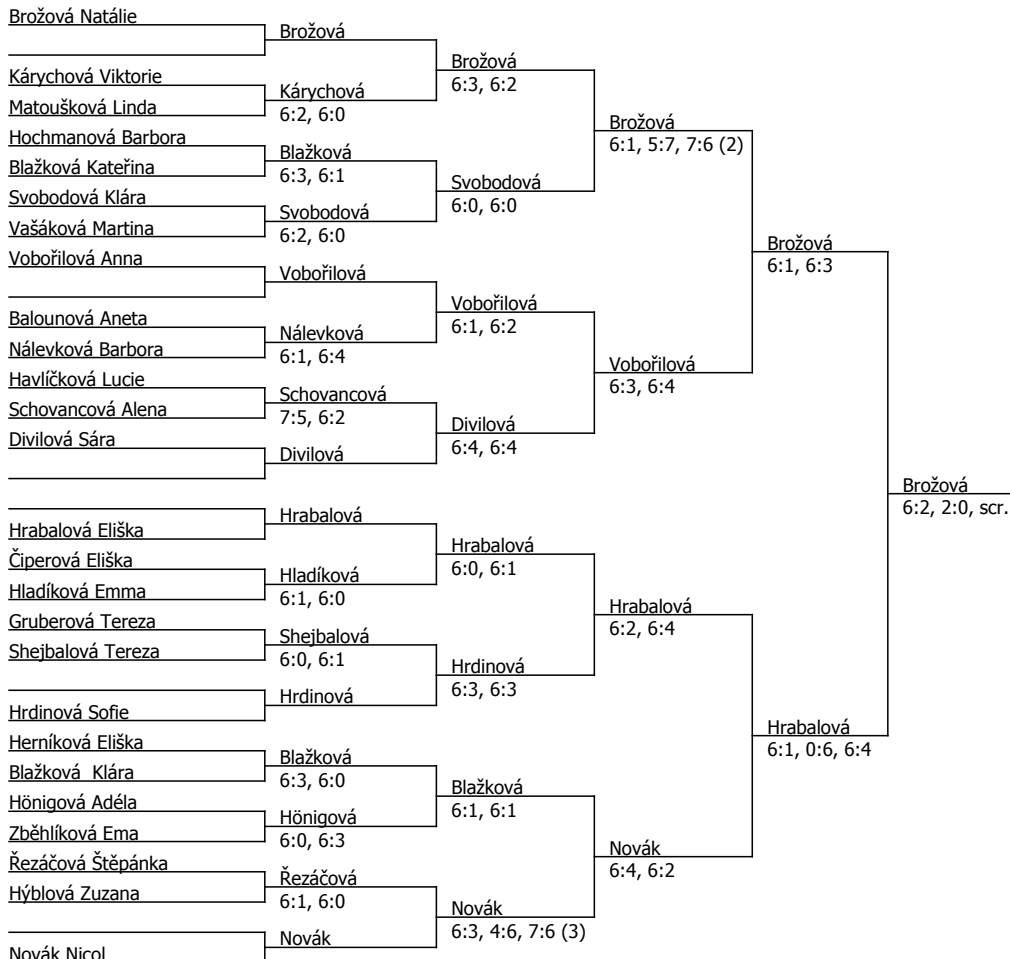 Brožová Natálie
Kárychová Viktorie
Matoušková Linda
Hochmanová Barbora
Blažková Kateřina
Svobodová Klára
Vašáková Martina
Vobořilová Anna
Balounová Aneta
Nálevková Barbora
Havlíčková Lucie
Schovancová Alena
Divilová Sára
Hrabalová Eliška
Čiperová Eliška
Hladíková Emma
Gruberová Tereza
Shejbalová Tereza
Hrdinová Sofie
Herníková Eliška
Blažková  Klára
Hönigová Adéla
Zběhlíková Ema
Řezáčová Štěpánka
Hýblová Zuzana
Novák Nicol
Brožová
Kárychová
6:2, 6:0
Blažková
6:3, 6:1
Svobodová
6:2, 6:0
Vobořilová
Nálevková
6:1, 6:4
Schovancová
7:5, 6:2
Divilová
Hrabalová
Hladíková
6:1, 6:0
Shejbalová
6:0, 6:1
Hrdinová
Blažková
6:3, 6:0
Hönigová
6:0, 6:3
Řezáčová
6:1, 6:0
Novák
Brožová
6:3, 6:2
Svobodová
6:0, 6:0
Vobořilová
6:1, 6:2
Divilová
6:4, 6:4
Hrabalová
6:0, 6:1
Hrdinová
6:3, 6:3
Blažková
6:1, 6:1
Novák
6:3, 4:6, 7:6 (3)
Brožová
6:1, 5:7, 7:6 (2)
Vobořilová
6:3, 6:4
Hrabalová
6:2, 6:4
Novák
6:4, 6:2
Brožová
6:1, 6:3
Hrabalová
6:1, 0:6, 6:4
Brožová
6:2, 2:0, scr.